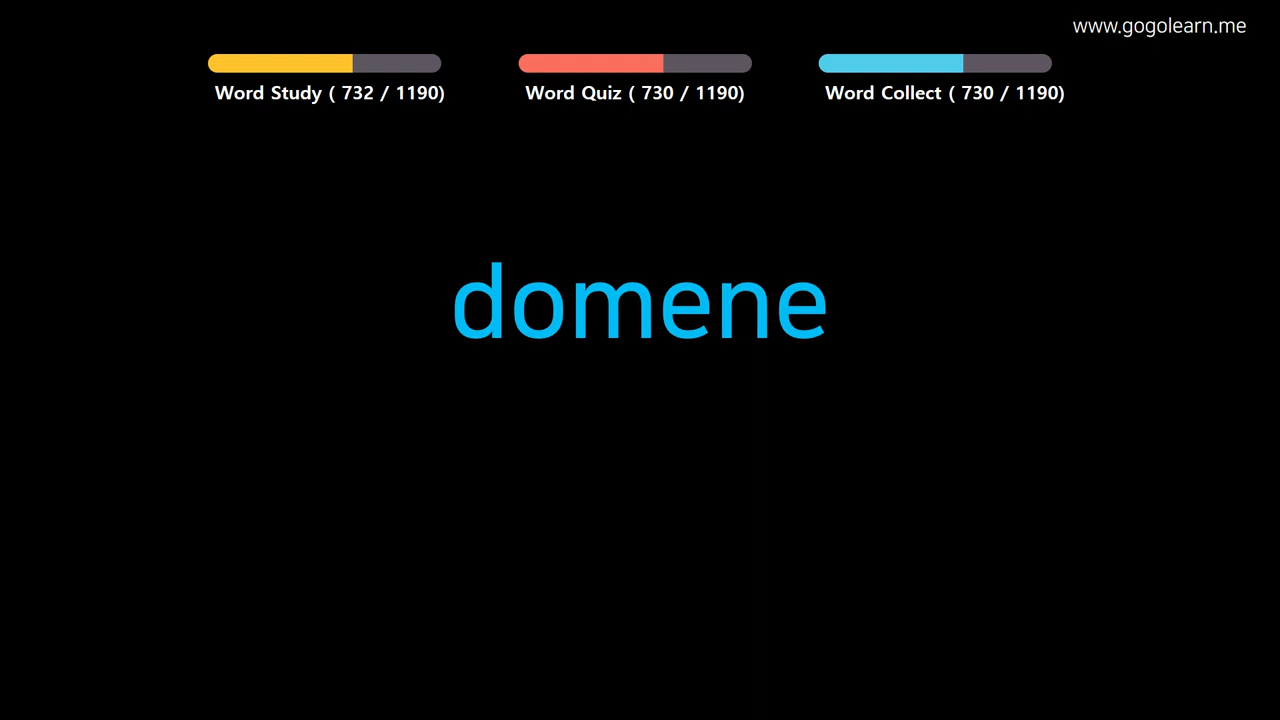 www.gogolearn.me
Word Study ( 732 / 1190)
Word Quiz ( 730 / 1190)
Word Collect ( 730 / 1190)
domene